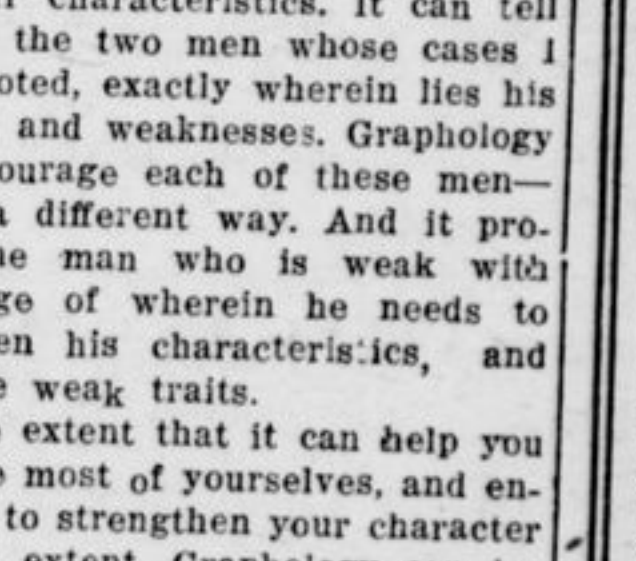 characteristics. It can tell
the two men whose cases I
oted, exactly wherein lies his
and weaknesses. Graphology
ourage each of these men—
different way. And it pro-
man who is weak with
of wherein he needs to
en his characteristics, and
weak traits.
extent that it can help you
most of yourselves, and en-
to strengthen your character
extent